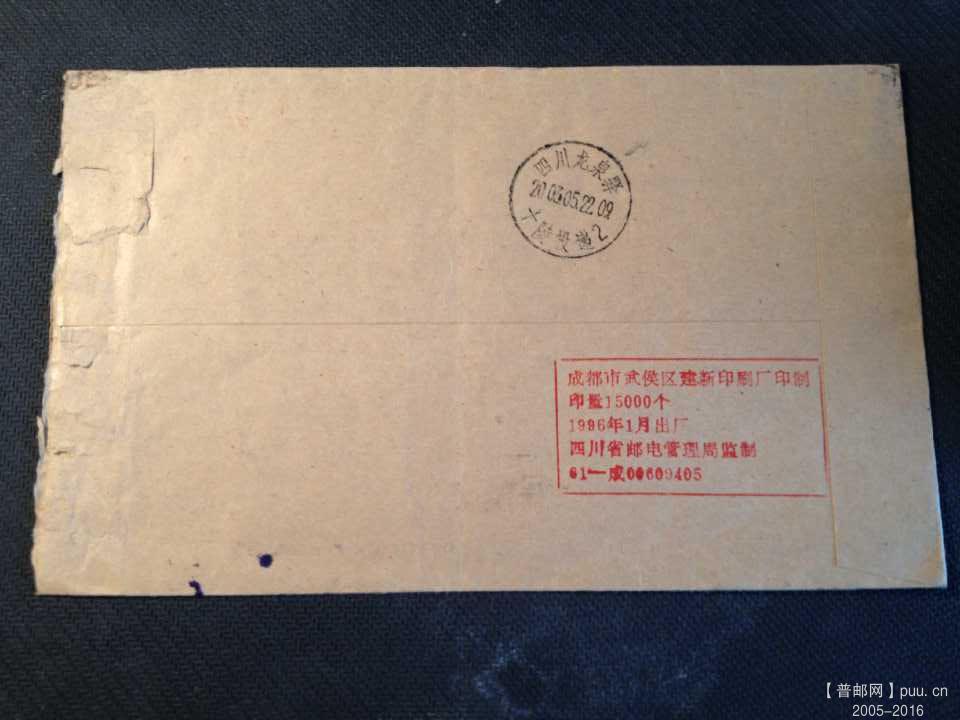 四川龙泉驿
2003.05.22.09
十陵投递2
成都市武侯区建新印刷厂印制
印量15000个
1996年1月出厂
四川省邮电管理局监制
61—成00609405
【普邮网】puu.cn
2005-2016